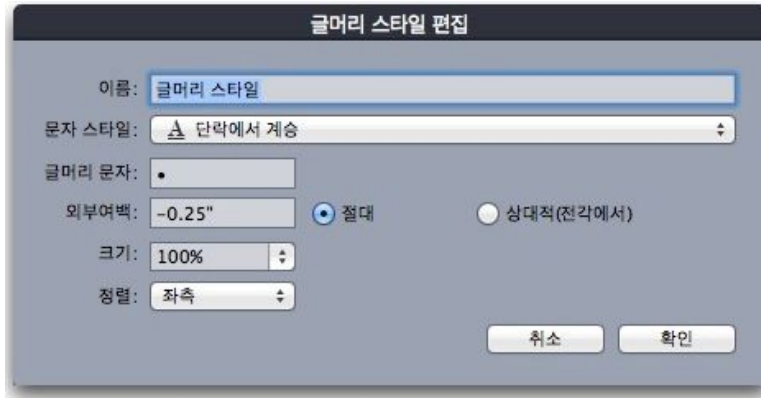 글머리 스타일 편집
이름: 글머리 스타일
문자 스타일: A 단락에서 계승
글머리 문자: •
외부여백: -0.25" 절대 상대적(전각에서)
크기: 100%
정렬: 좌측
취소 확인